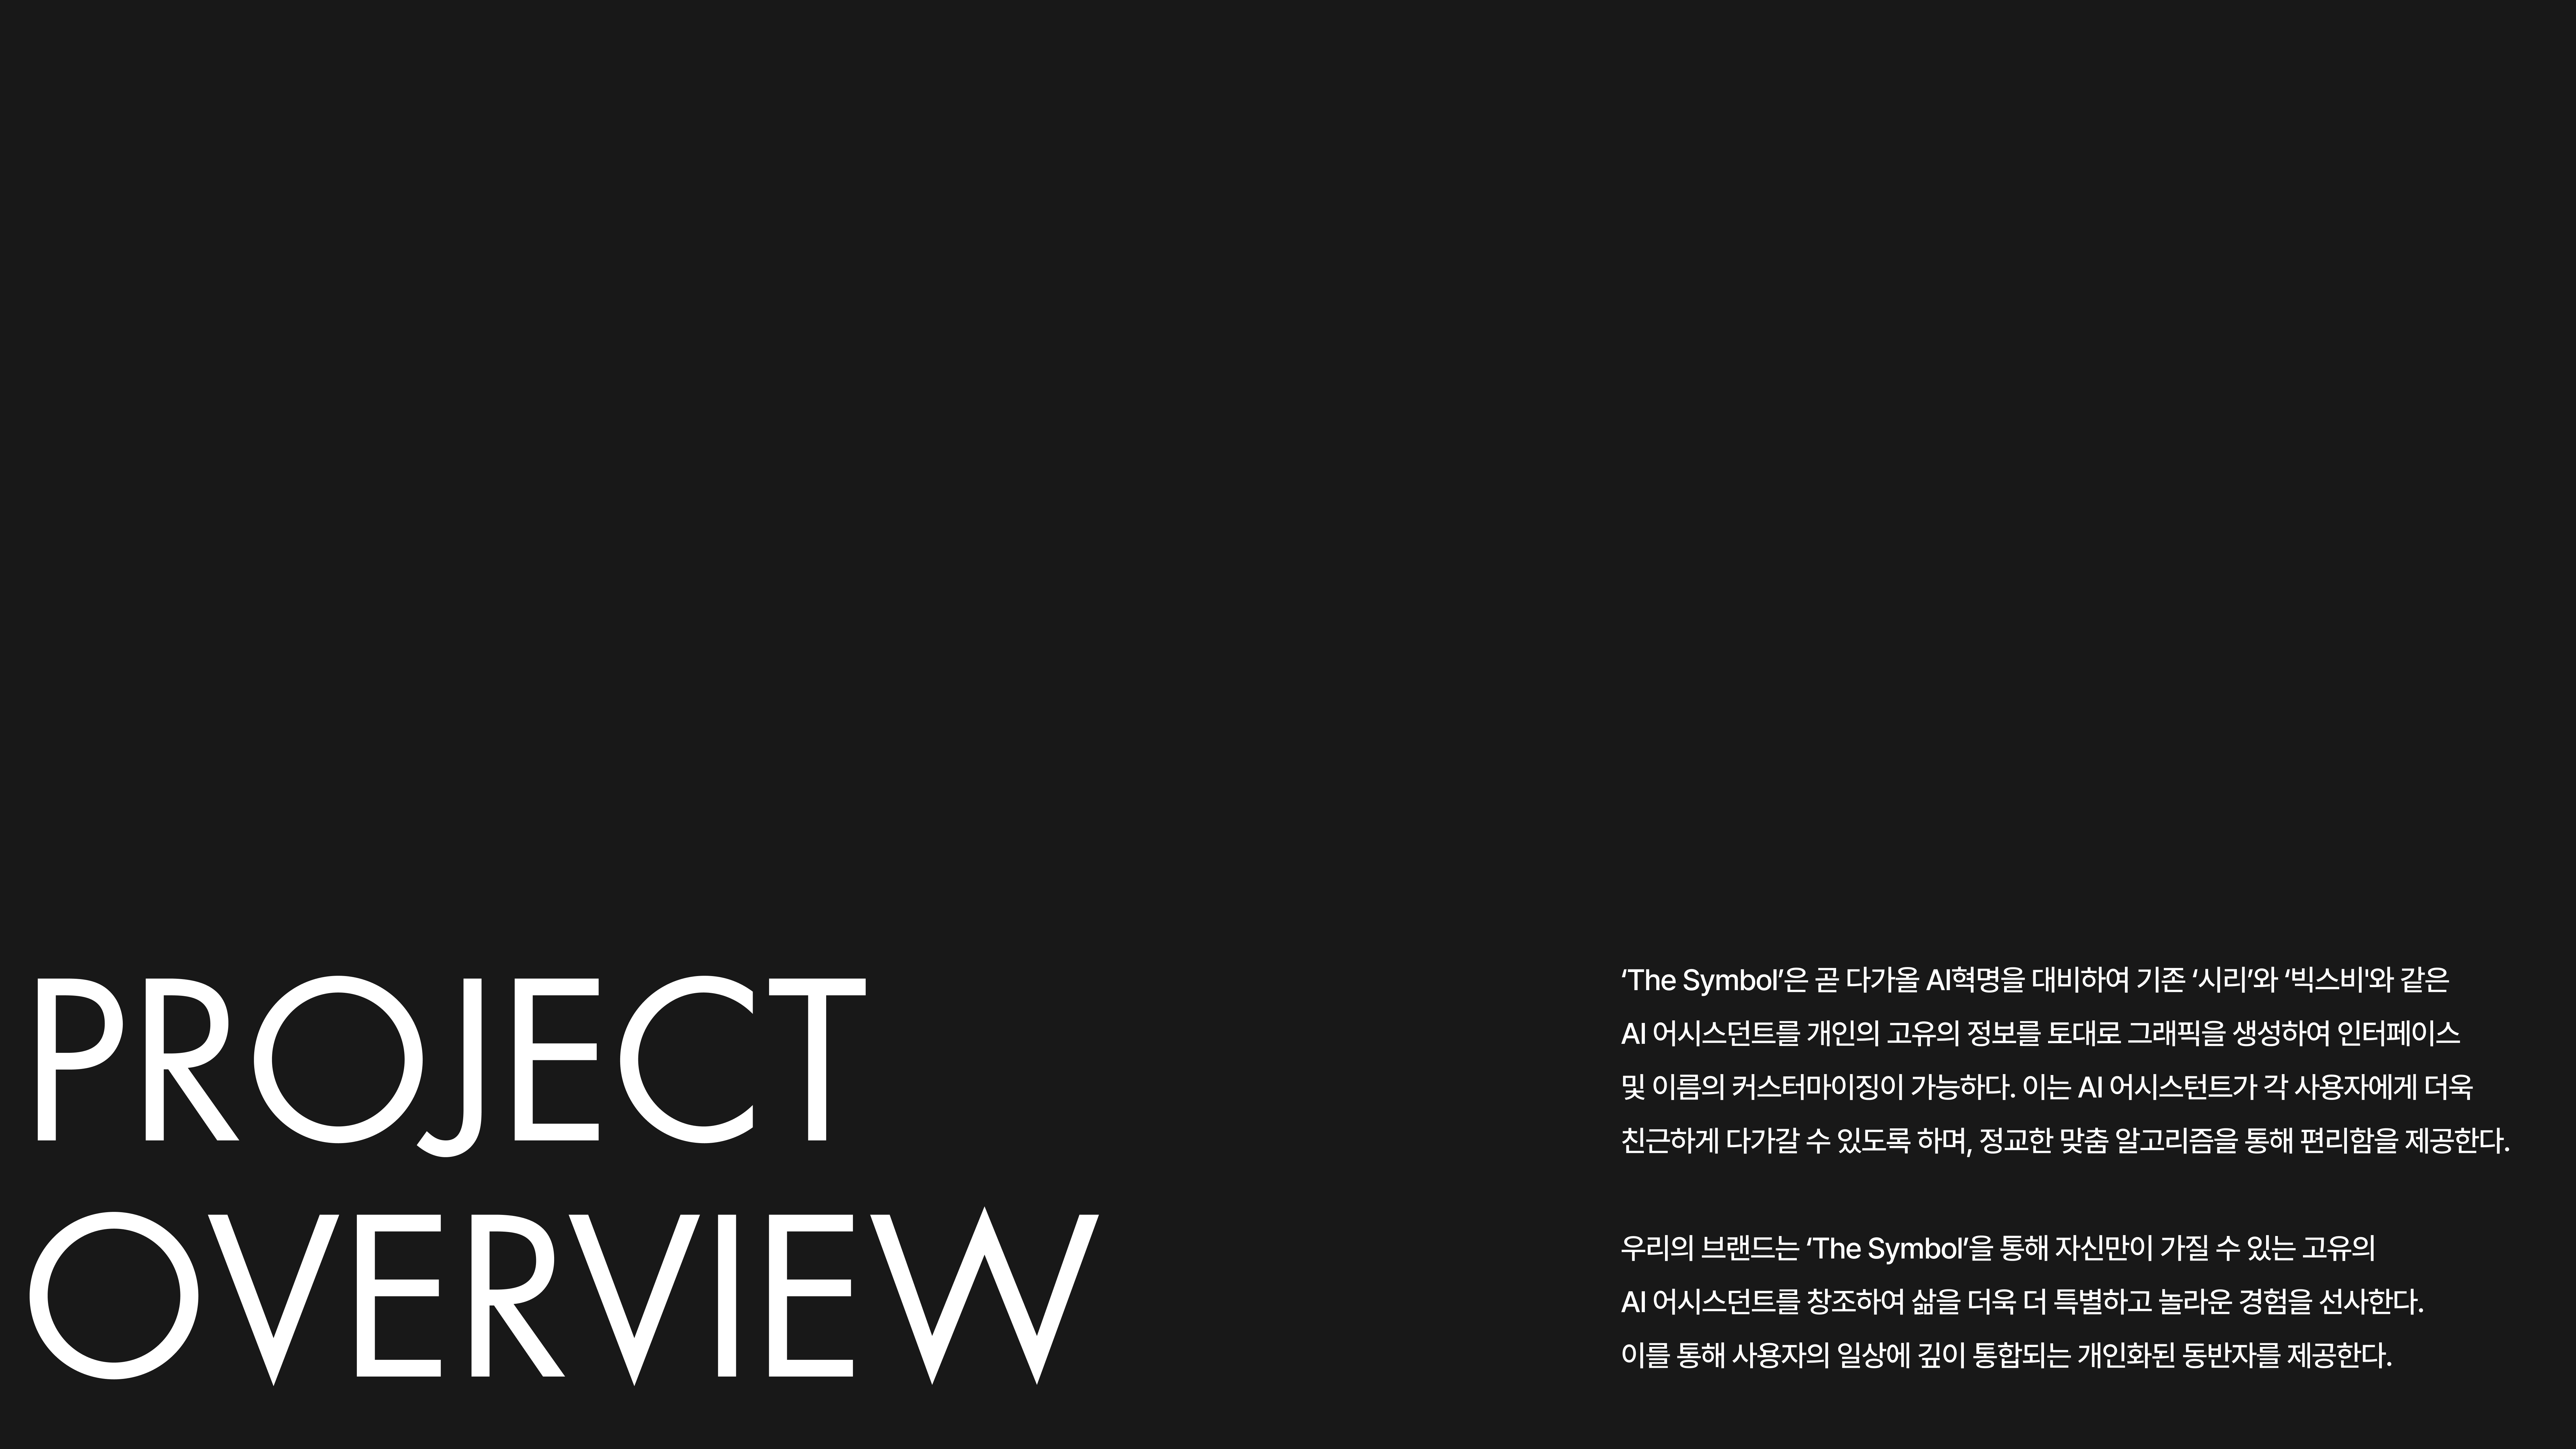 PROJECT
OVERVIEW
‘The Symbol’은 곧 다가올 AI혁명을 대비하여 기존 ‘시리’와 ‘빅스비'와 같은
AI 어시스던트를 개인의 고유의 정보를 토대로 그래픽을 생성하여 인터페이스
및 이름의 커스터마이징이 가능하다. 이는 AI 어시스턴트가 각 사용자에게 더욱
친근하게 다가갈 수 있도록 하며, 정교한 맞춤 알고리즘을 통해 편리함을 제공한다.
우리의 브랜드는 ‘The Symbol’을 통해 자신만이 가질 수 있는 고유의
AI 어시스던트를 창조하여 삶을 더욱 더 특별하고 놀라운 경험을 선사한다.
이를 통해 사용자의 일상에 깊이 통합되는 개인화된 동반자를 제공한다.